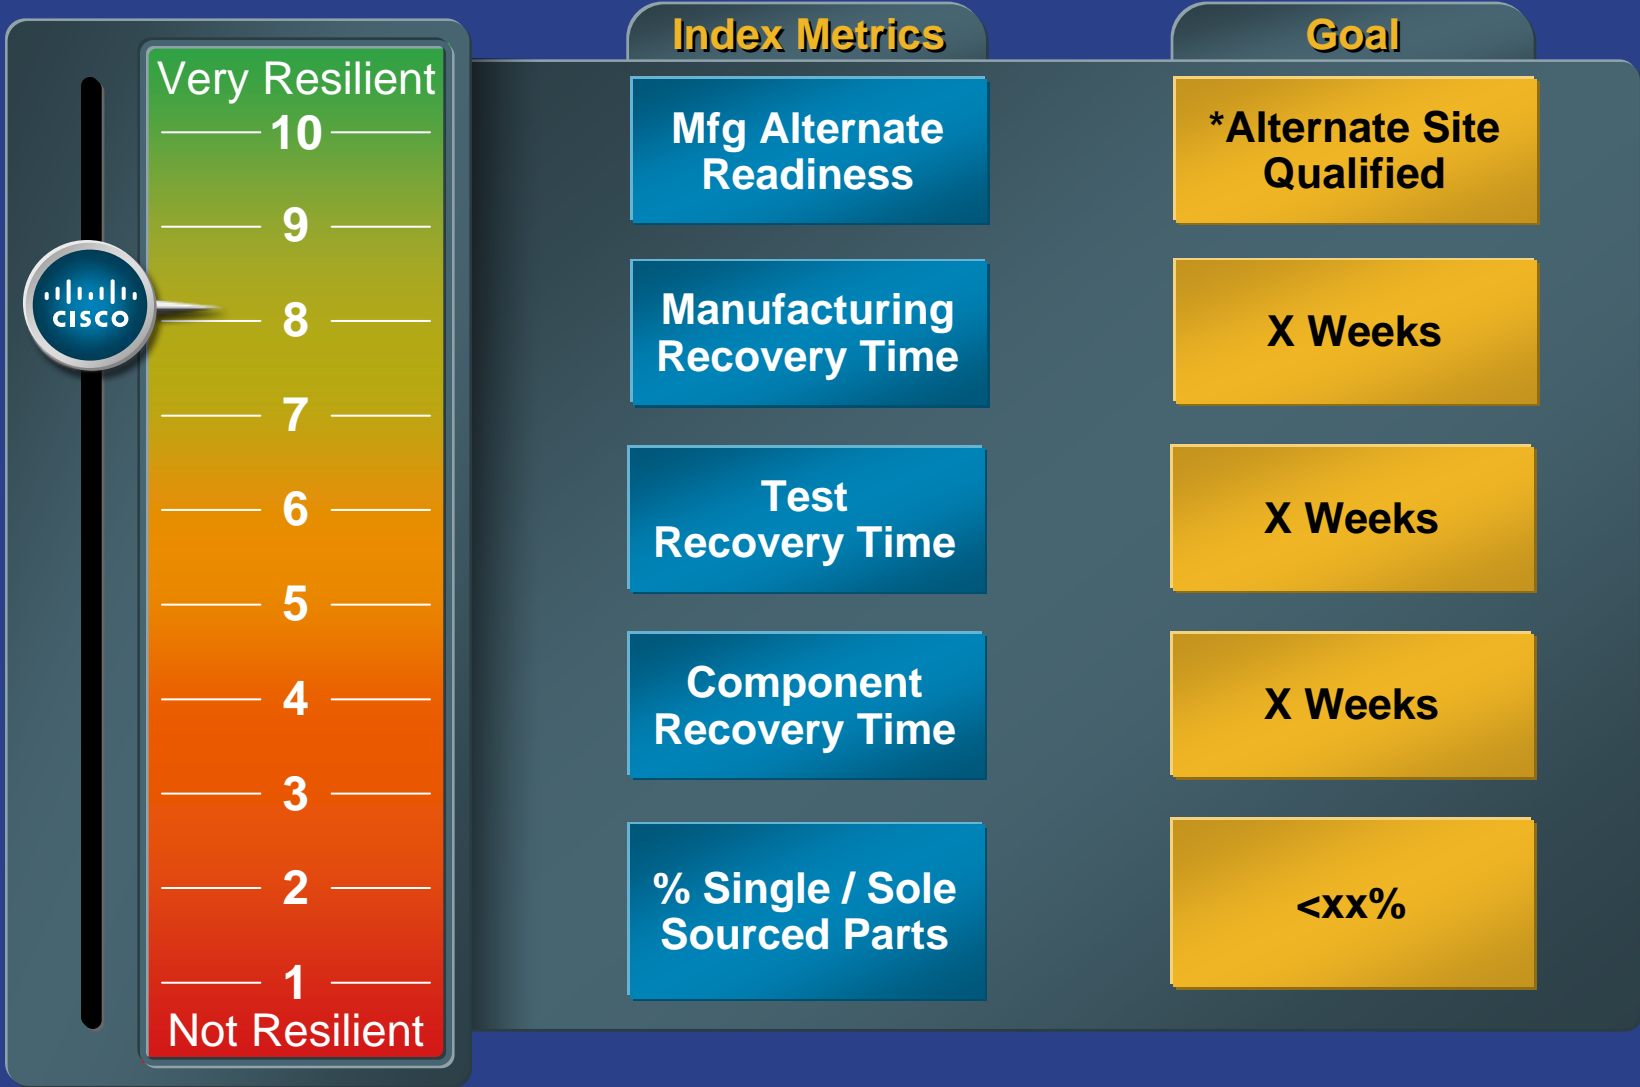 Very Resilient
10
9
8
7
6
5
4
3
2
1
Not Resilient
CISCO
Index Metrics
Goal
Mfg Alternate
Readiness
*Alternate Site
Qualified
Manufacturing
Recovery Time
X Weeks
Test
Recovery Time
X Weeks
Component
Recovery Time
X Weeks
% Single / Sole
Sourced Parts
<xx%